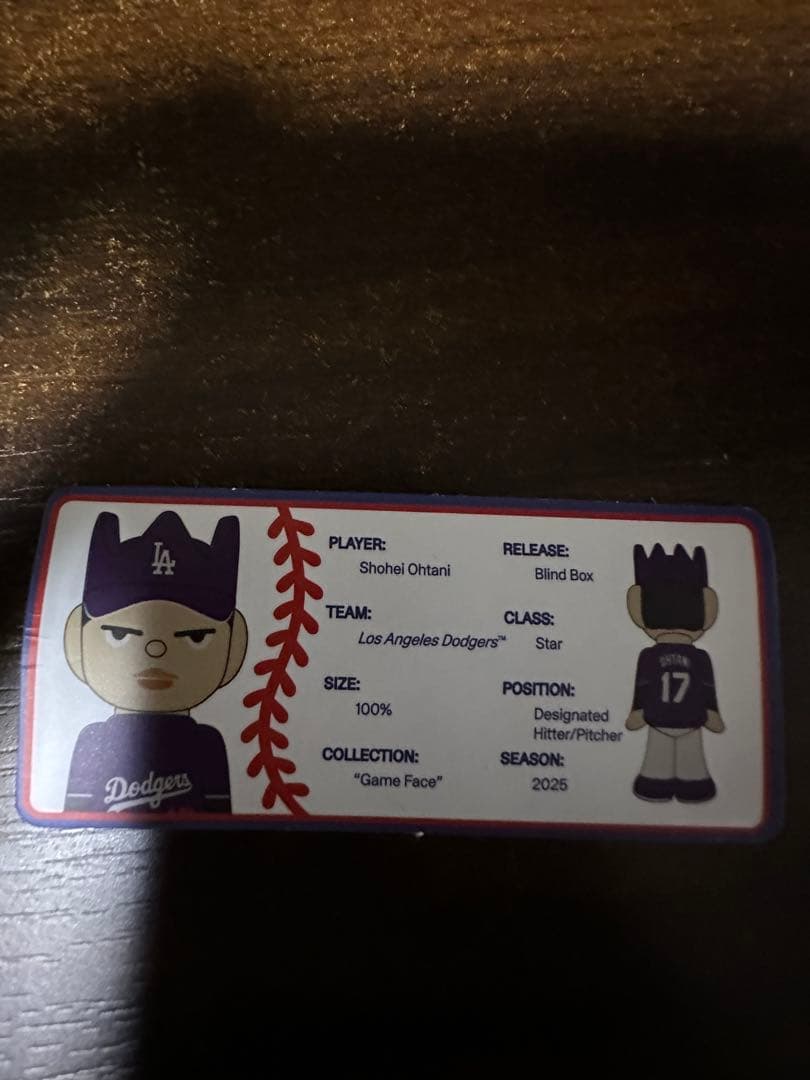 LA
Dodgers
PLAYER:
Shohei Ohtani
TEAM:
Los Angeles Dodgers™
SIZE:
100%
COLLECTION:
“Game Face”
RELEASE:
Blind Box
CLASS:
Star
POSITION:
Designated
Hitter/Pitcher
SEASON:
2025
OHTANI
17